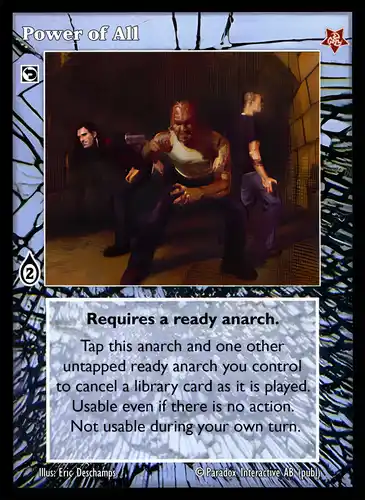 Power of All
2
Requires a ready anarch.
Tap this anarch and one other
untapped ready anarch you control
to cancel a library card as it is played.
Usable even if there is no action.
Not usable during your own turn.
Illus: Eric Deschamps
© Paradox Interactive AB (publ)